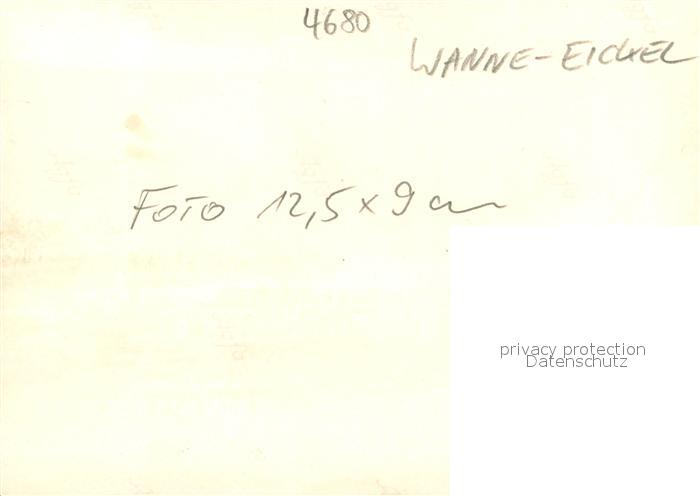 4680
WANNE-EICKEL
FOTO 12,5 x 9 cm
privacy protection
Datenschutz